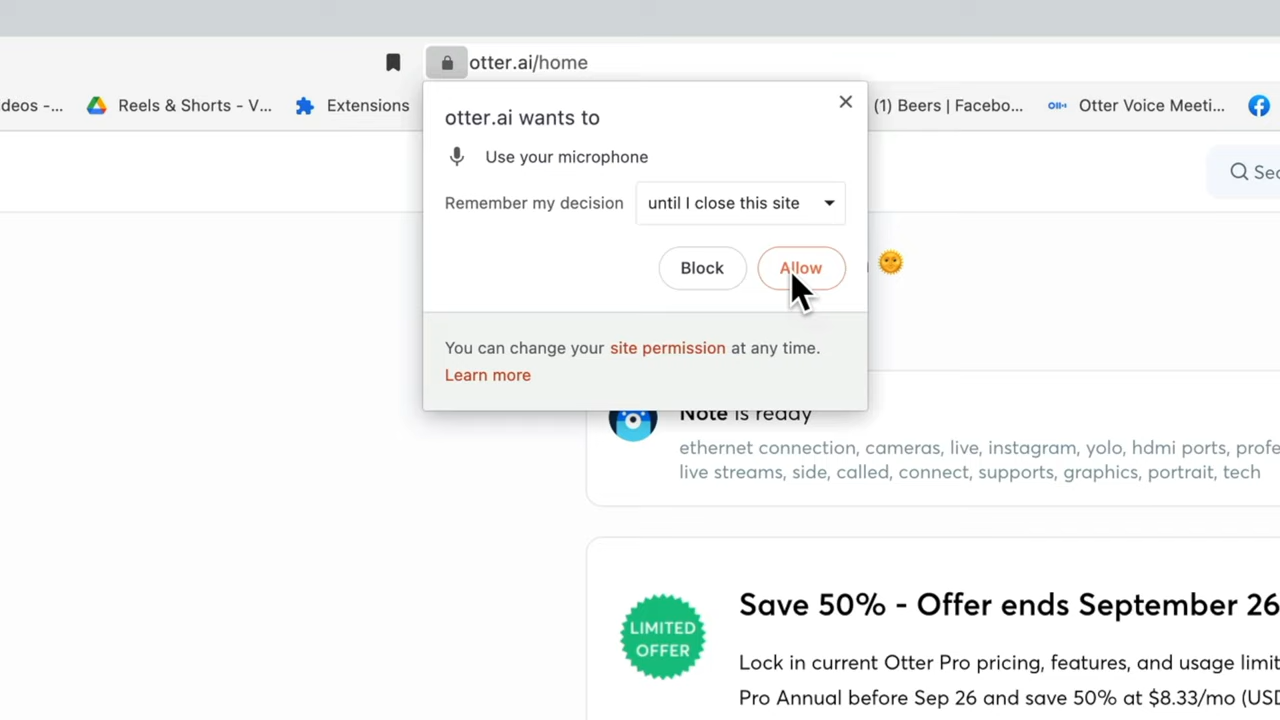 otter.ai/home
deos -...
Reels & Shorts - V...
Extensions
(1) Beers | Facebo...
Otter Voice Meeti...
otter.ai wants to
Use your microphone
Remember my decision
until I close this site
Block
Allow
You can change your site permission at any time.
Learn more
Sec
Note is ready
ethernet connection, cameras, live, instagram, yolo, hdmi ports, profe
live streams, side, called, connect, supports, graphics, portrait, tech
LIMITED
OFFER
Save 50% - Offer ends September 26
Lock in current Otter Pro pricing, features, and usage limit
Pro Annual before Sep 26 and save 50% at $8.33/mo (USD